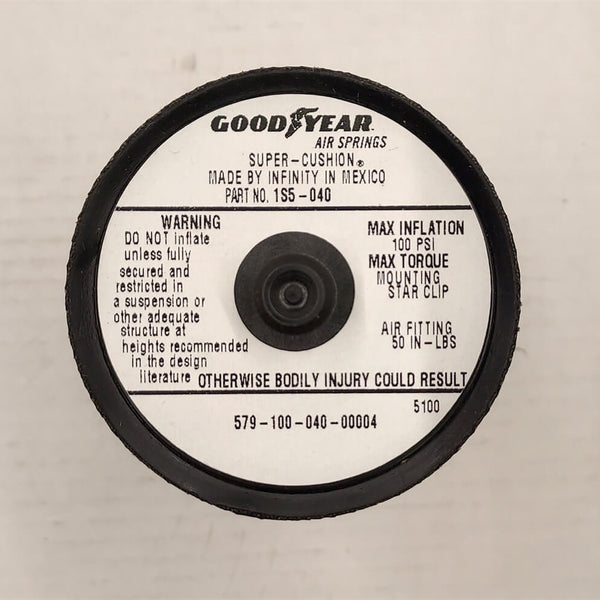 GOODYEAR
AIR SPRINGS
SUPER-CUSHION®
MADE BY INFINITY IN MEXICO
PART NO. 1S5-040
WARNING
DO NOT inflate
unless fully
secured and
restricted in
a suspension or
other adequate
structure at
heights recommended
in the design
literature OTHERWISE BODILY INJURY COULD RESULT
MAX INFLATION
100 PSI
MAX TORQUE
MOUNTING
STAR CLIP
AIR FITTING
50 IN-LBS
5100
579-100-040-00004